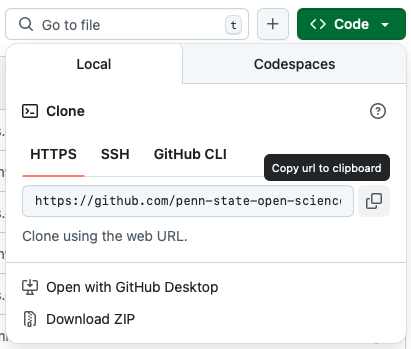 Go to file
t
Code
Local
Codespaces
Clone
HTTPS
SSH
GitHub CLI
Copy url to clipboard
https://github.com/penn-state-open-science
Clone using the web URL.
Open with GitHub Desktop
Download ZIP